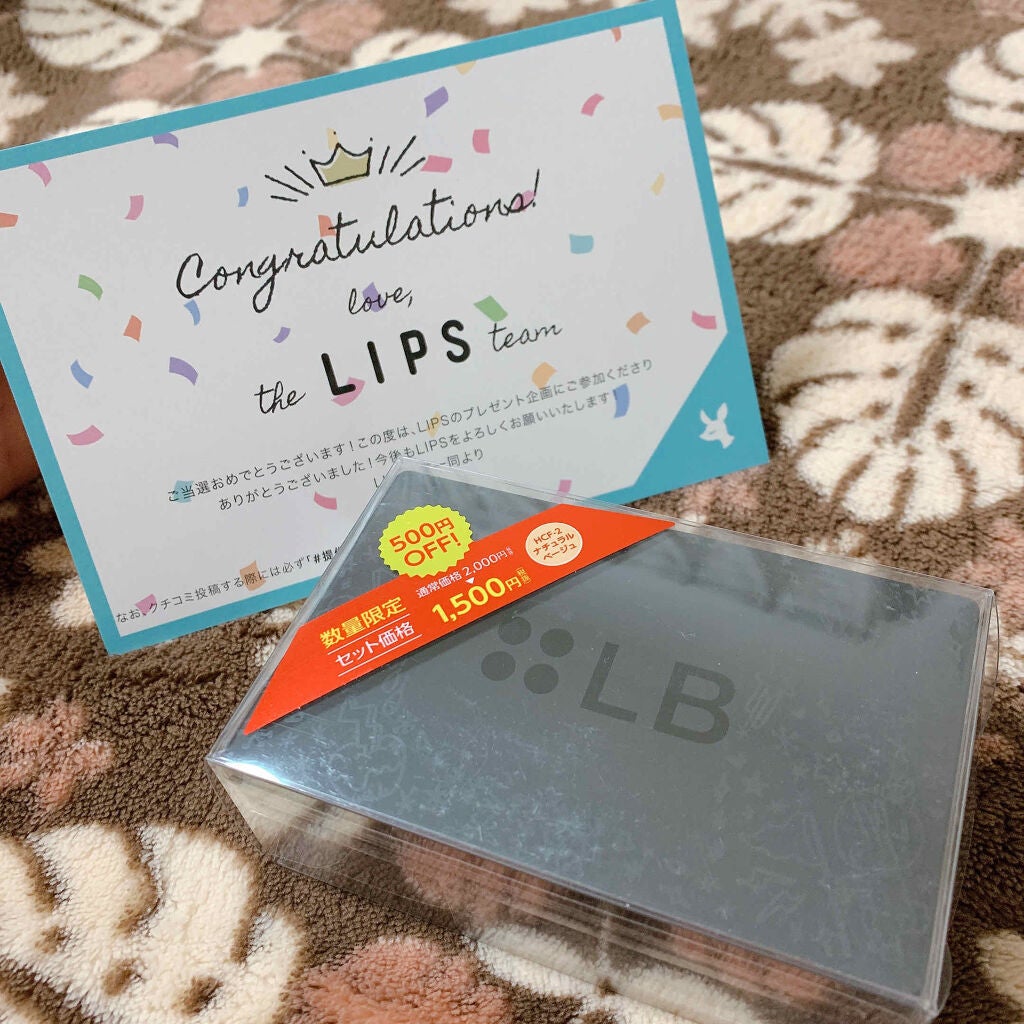 Congratulations!
love,
the LIPS team
ご当選おめでとうございます!この度は、LIPSのプレゼント企画にご参加くださり
ありがとうございました!今後もLIPSをよろしくお願いいたします!
一同より
なお、クチコミ投稿する際には必ず「#提
500円
OFF!
数量限定
セット価格
通常価格2,000円
1,500円
HCF-2
ナチュラル
ベージュ
LB